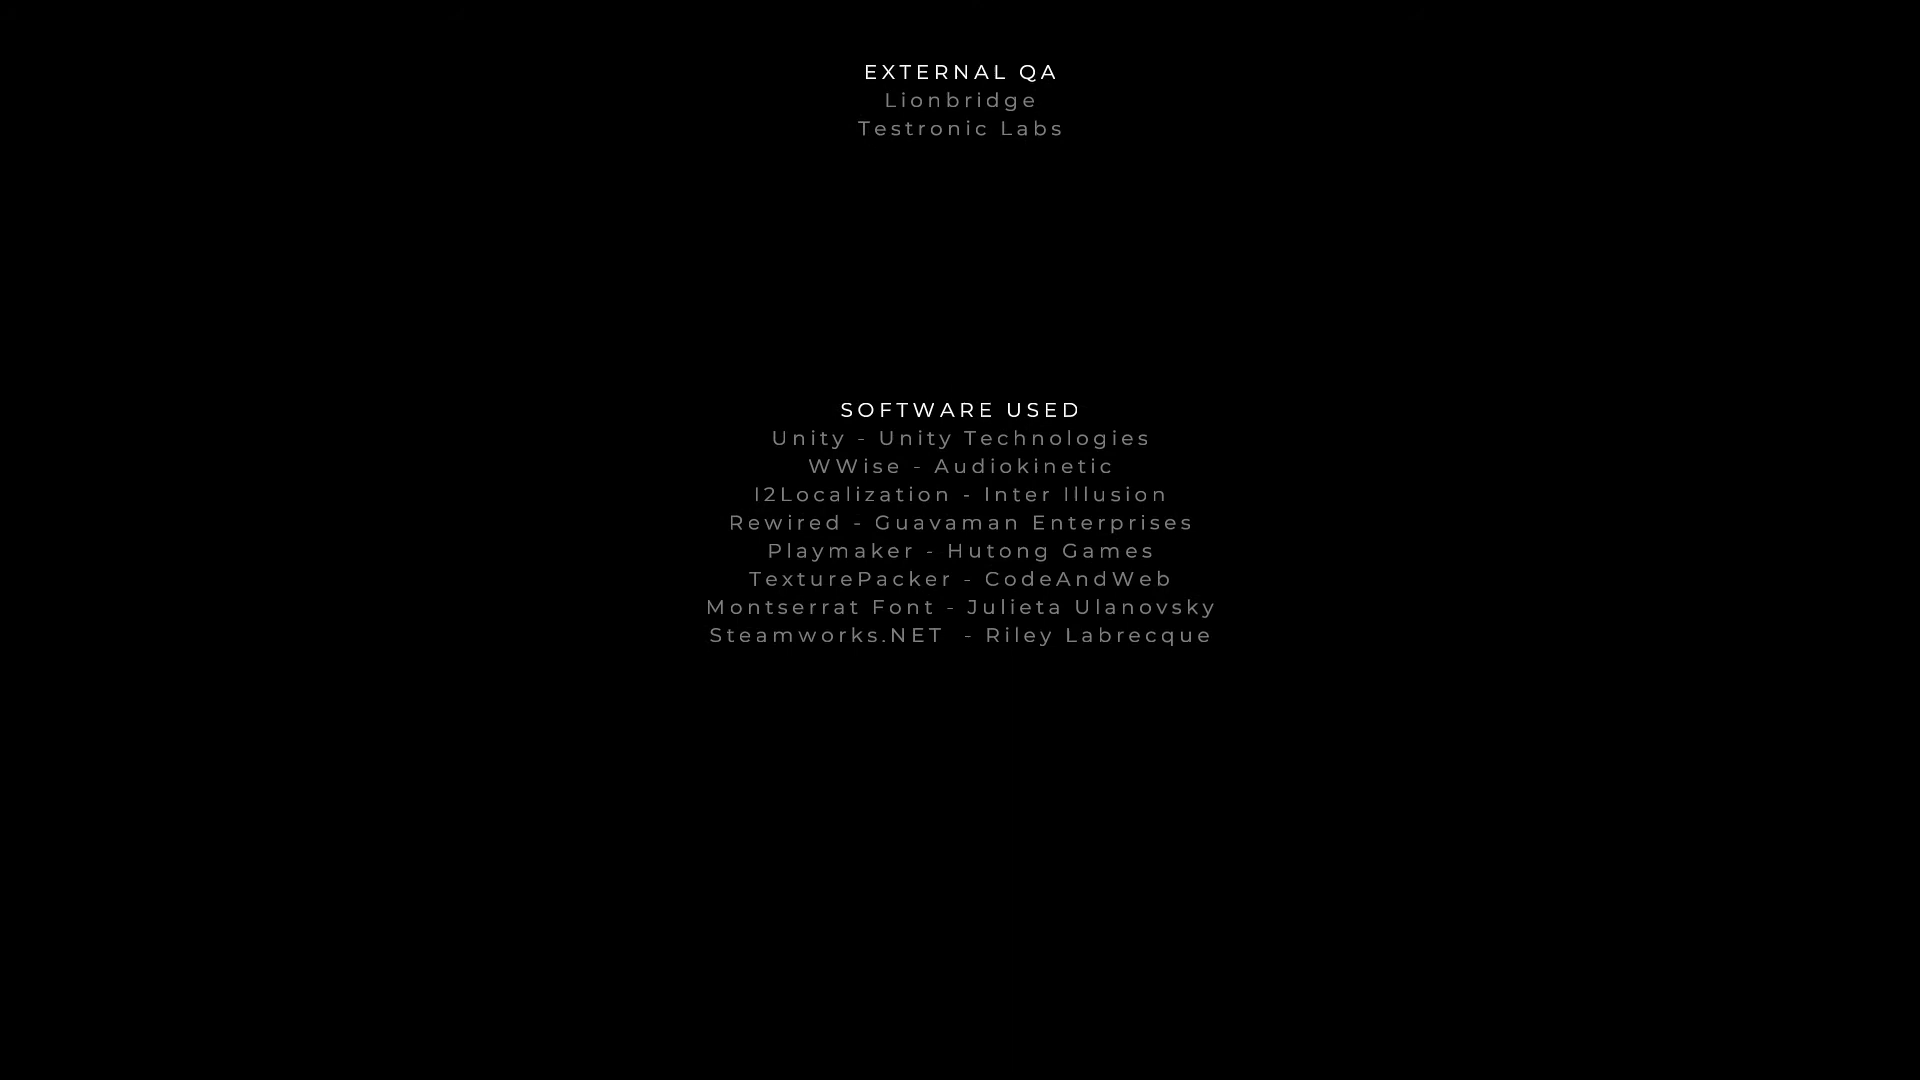 EXTERNAL QA
Lionbridge
Testronic Labs
SOFTWARE USED
Unity - Unity Technologies
WWise - Audiokinetic
I2Localization - Inter Illusion
Rewired - Guavaman Enterprises
Playmaker - Hutong Games
TexturePacker - CodeAndWeb
Montserrat Font - Julieta Ulanovsky
Steamworks.NET  - Riley Labrecque